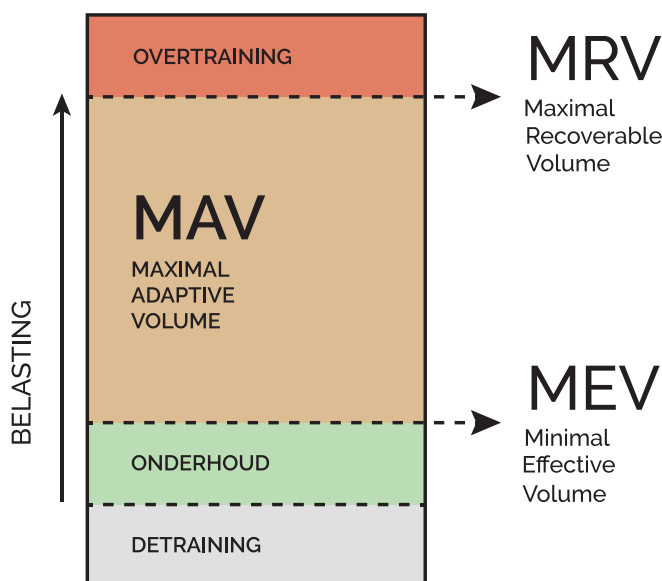 OVERTRAINING
MRV
Maximal
Recoverable
Volume
MAV
MAXIMAL
ADAPTIVE
VOLUME
BELASTING
MEV
Minimal
Effective
Volume
ONDERHOUD
DETRAINING